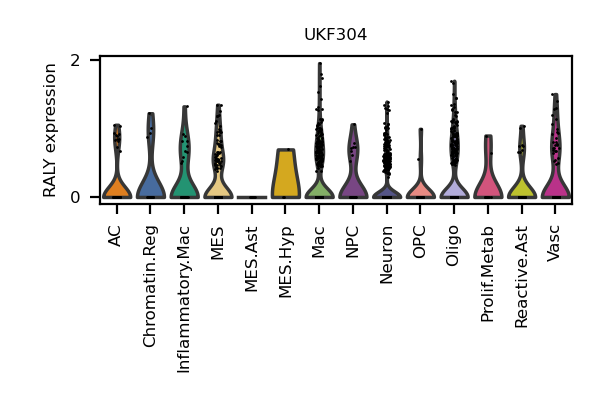 UKF304
RALY expression
2
0
AC
Chromatin.Reg
Inflammatory.Mac
MES
MES.Ast
MES.Hyp
Mac
NPC
Neuron
OPC
Oligo
Prolif.Metab
Reactive.Ast
Vasc